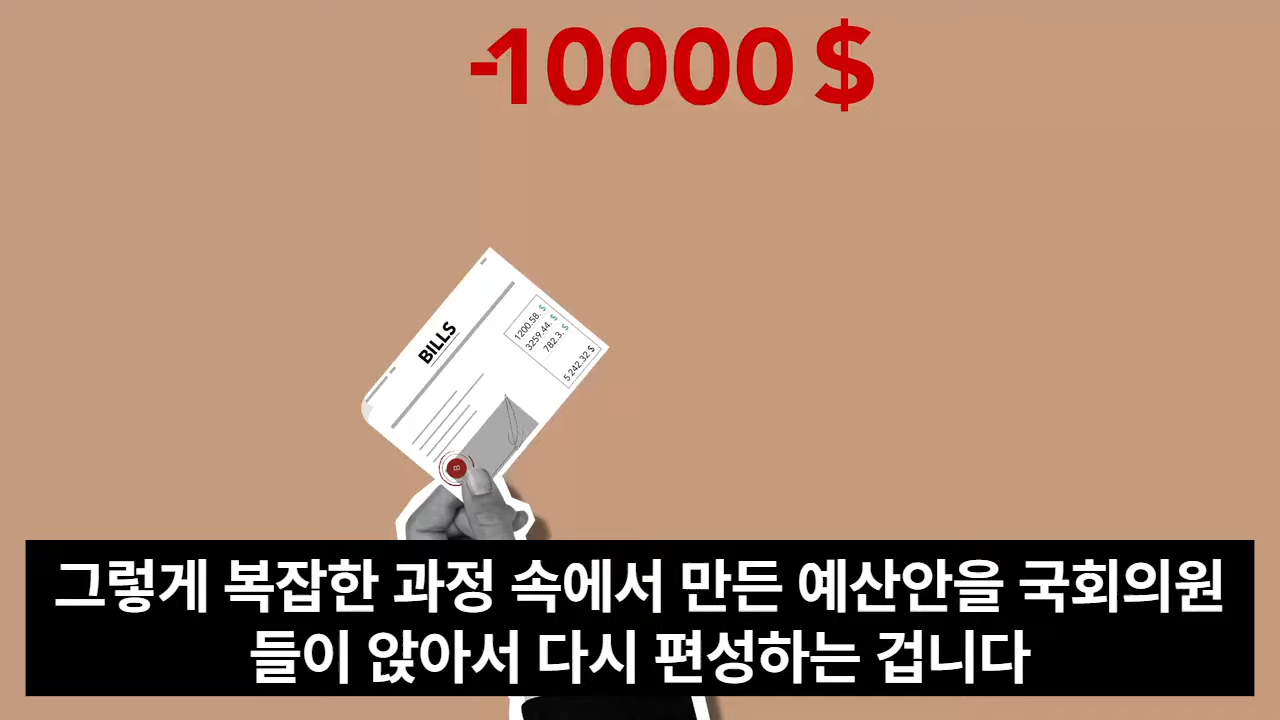 -10000 $
BILLS
1200.58. $
3259.44. $
782.3. $
5 242.32 $
B
그렇게 복잡한 과정 속에서 만든 예산안을 국회의원
들이 앉아서 다시 편성하는 겁니다